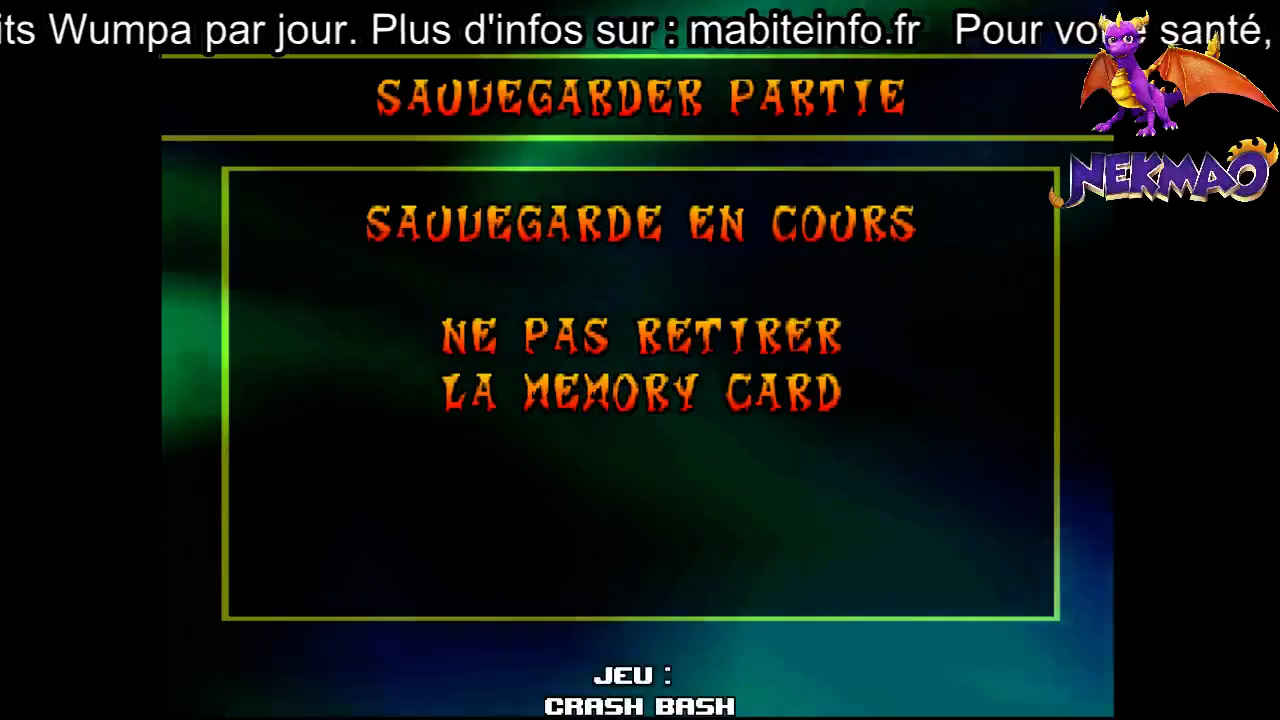 its Wumpa par jour. Plus d'infos sur : mabiteinfo.fr   Pour votre santé,
SAUVEGARDER PARTIE
NEKMAO
SAUVEGARDE EN COURS
NE PAS RETIRER
LA MEMORY CARD
JEU :
CRASH BASH